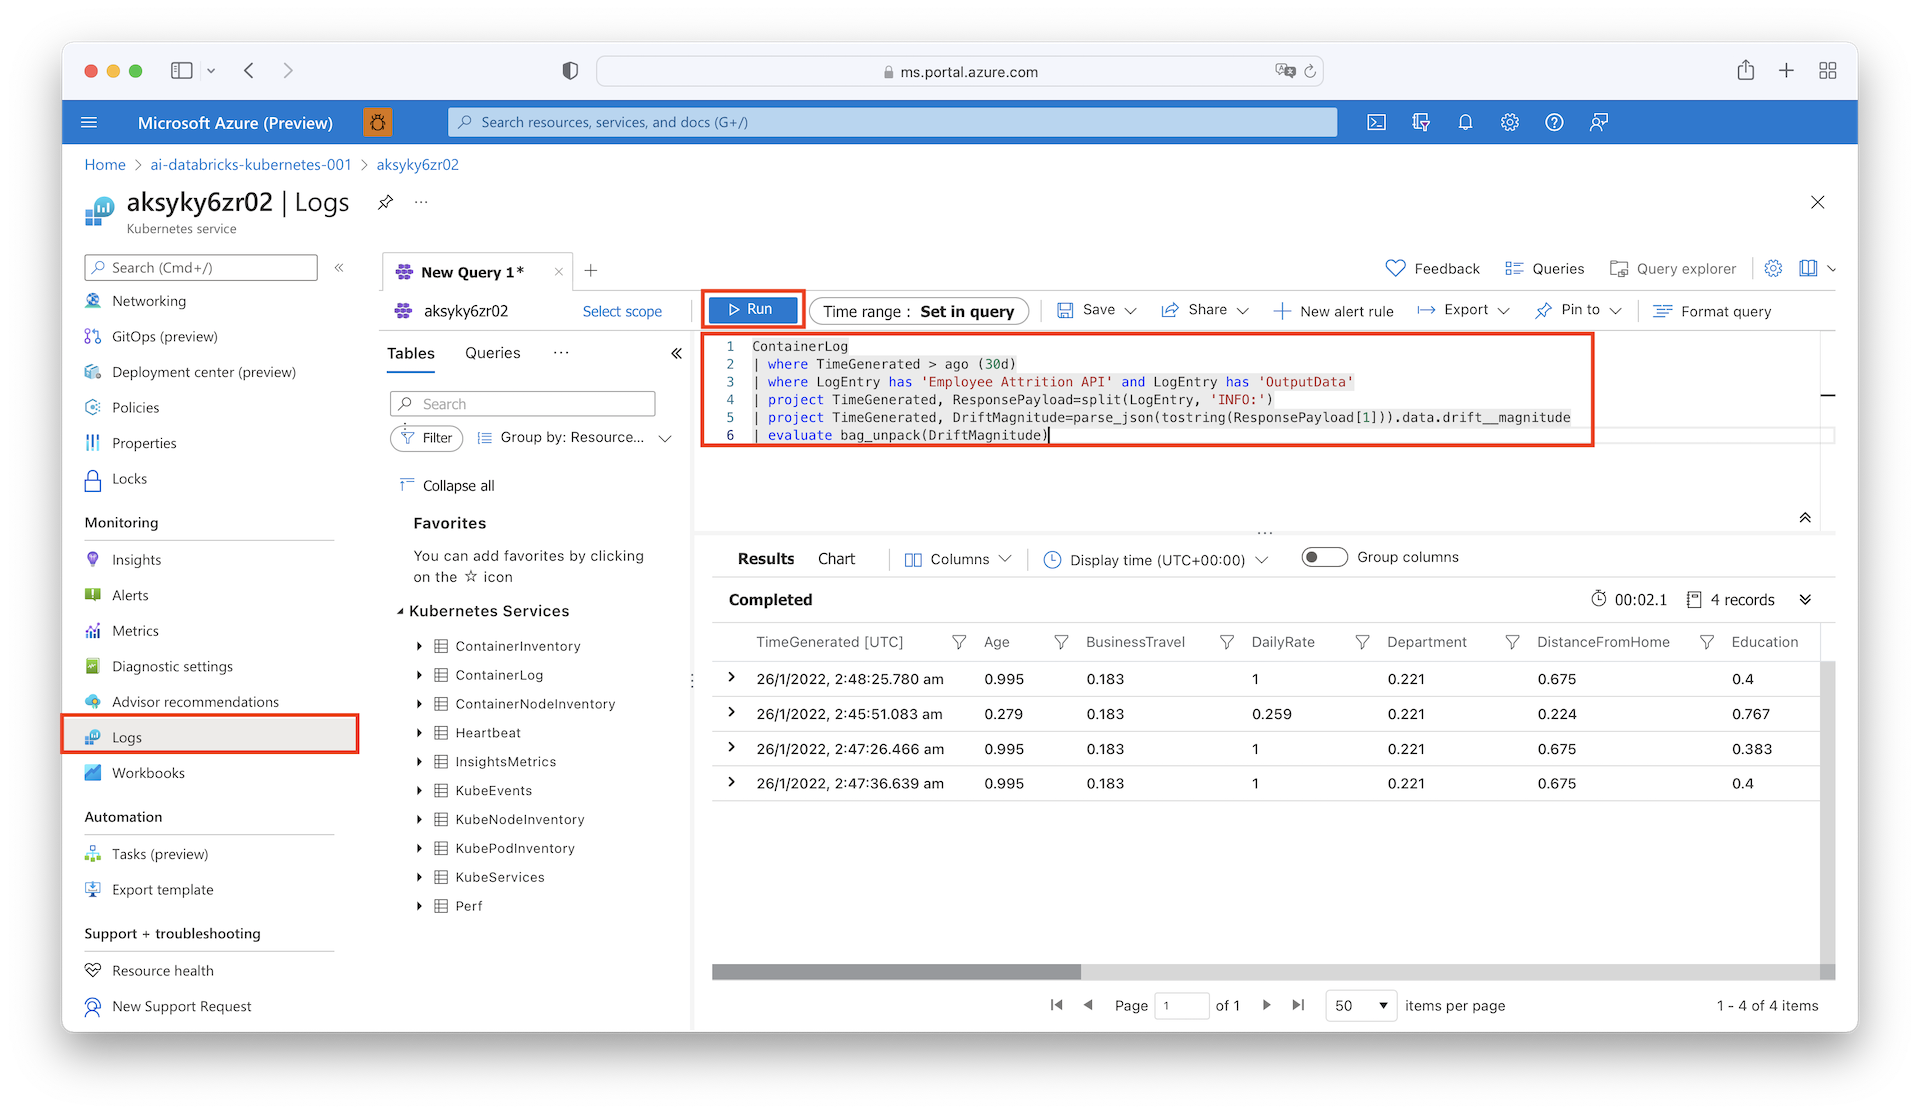 ms.portal.azure.com
Microsoft Azure (Preview)
Search resources, services, and docs (G+/)
Home > ai-databricks-kubernetes-001 > aksyky6zr02
aksyky6zr02 | Logs
Kubernetes service
Search (Cmd+/)
Networking
GitOps (preview)
Deployment center (preview)
Policies
Properties
Locks
Monitoring
Insights
Alerts
Metrics
Diagnostic settings
Advisor recommendations
Logs
Workbooks
Automation
Tasks (preview)
Export template
Support + troubleshooting
Resource health
New Support Request
New Query 1*
Feedback
Queries
Query explorer
aksyky6zr02
Select scope
Run
Time range : Set in query
Save
Share
New alert rule
Export
Pin to
Format query
Tables
Queries
Search
Filter
Group by: Resource...
Collapse all
Favorites
You can add favorites by clicking
on the ☆ icon
Kubernetes Services
ContainerInventory
ContainerLog
ContainerNodeInventory
Heartbeat
InsightsMetrics
KubeEvents
KubeNodeInventory
KubePodInventory
KubeServices
Perf
1 ContainerLog
2 | where TimeGenerated > ago (30d)
3 | where LogEntry has 'Employee Attrition API' and LogEntry has 'OutputData'
4 | project TimeGenerated, ResponsePayload=split(LogEntry, 'INFO:')
5 | project TimeGenerated, DriftMagnitude=parse_json(tostring(ResponsePayload[1])).data.drift__magnitude
6 | evaluate bag_unpack(DriftMagnitude)
Results
Chart
Columns
Display time (UTC+00:00)
Group columns
Completed
00:02.1
4 records
TimeGenerated [UTC] Age BusinessTravel DailyRate Department DistanceFromHome Education
26/1/2022, 2:48:25.780 am 0.995 0.183 1 0.221 0.675 0.4
26/1/2022, 2:45:51.083 am 0.279 0.183 0.259 0.221 0.224 0.767
26/1/2022, 2:47:26.466 am 0.995 0.183 1 0.221 0.675 0.383
26/1/2022, 2:47:36.639 am 0.995 0.183 1 0.221 0.675 0.4
Page 1 of 1
50 items per page
1 - 4 of 4 items